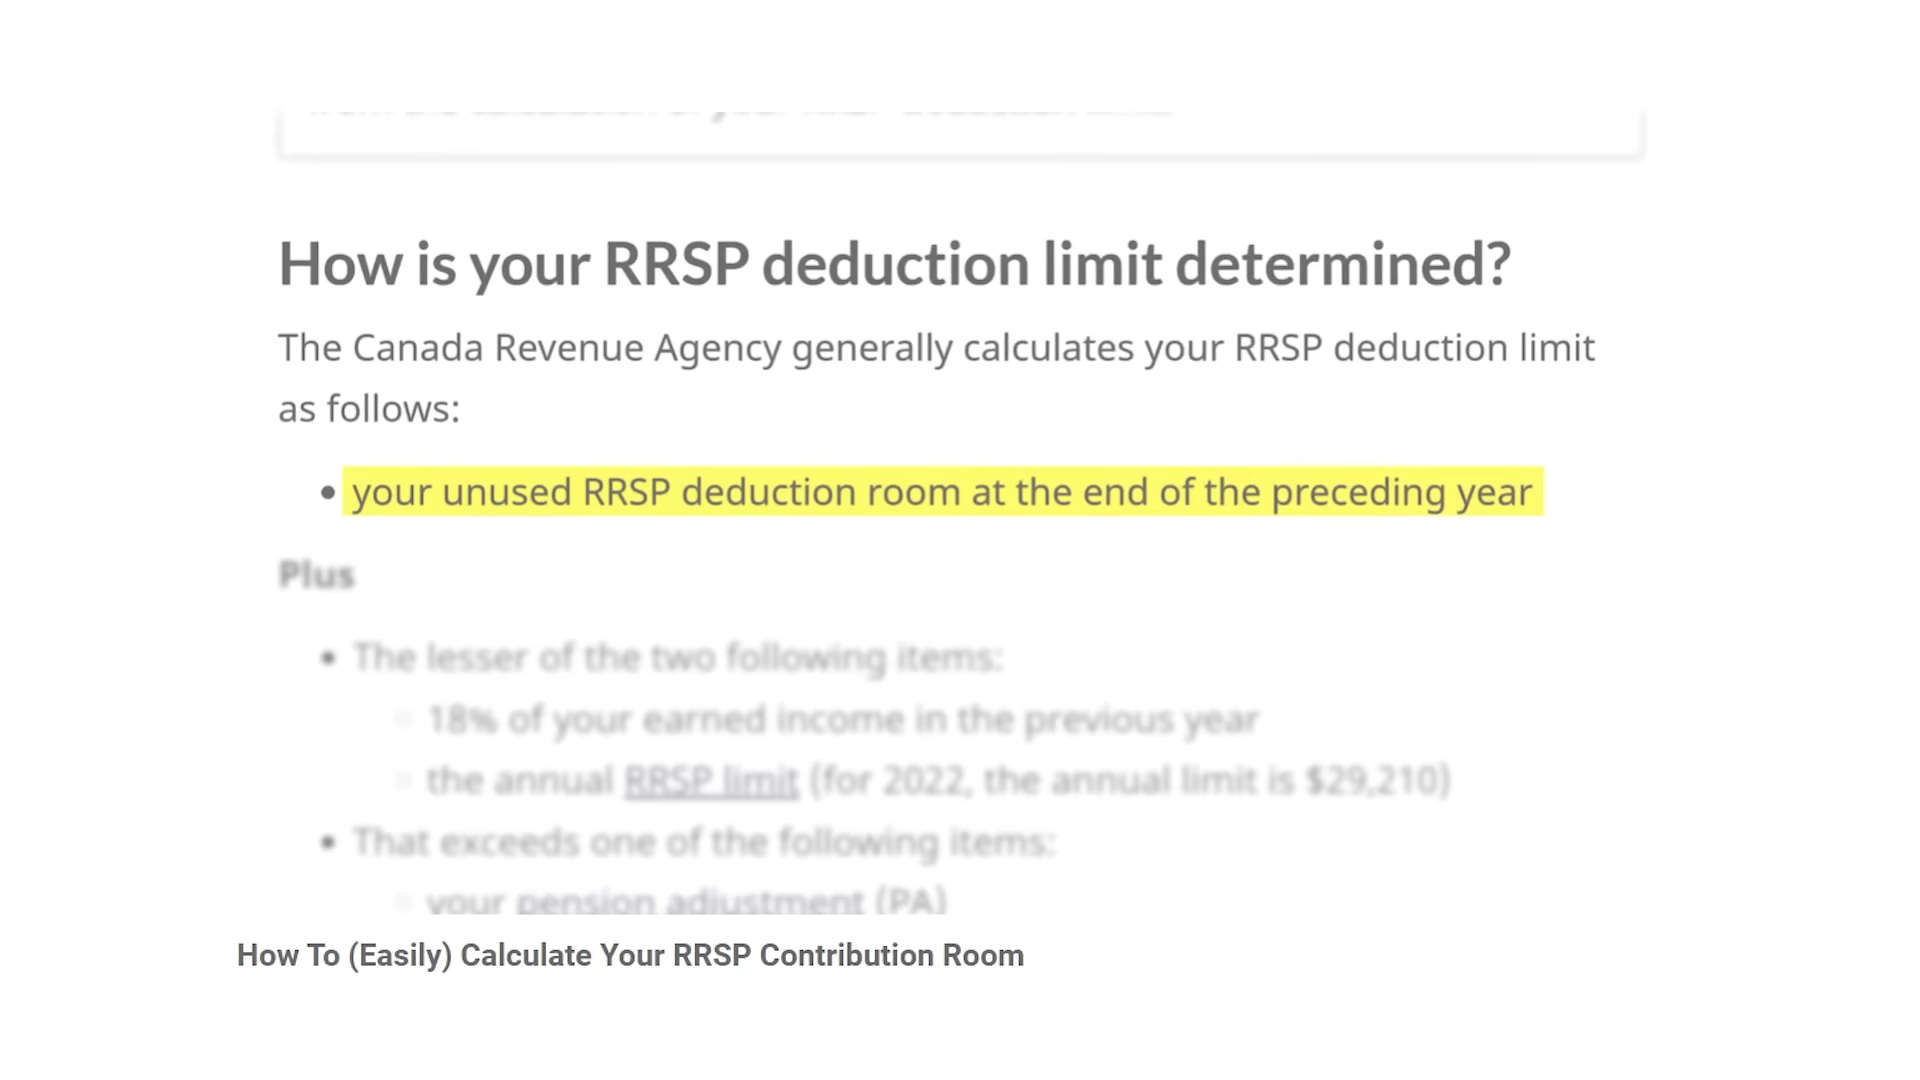 How is your RRSP deduction limit determined?
The Canada Revenue Agency generally calculates your RRSP deduction limit
as follows:
• your unused RRSP deduction room at the end of the preceding year
Plus
• The lesser of the two following items:
18% of your earned income in the previous year
the annual RRSP limit (for 2022, the annual limit is $29,210)
• That exceeds one of the following items:
your pension adjustment (PA)
How To (Easily) Calculate Your RRSP Contribution Room